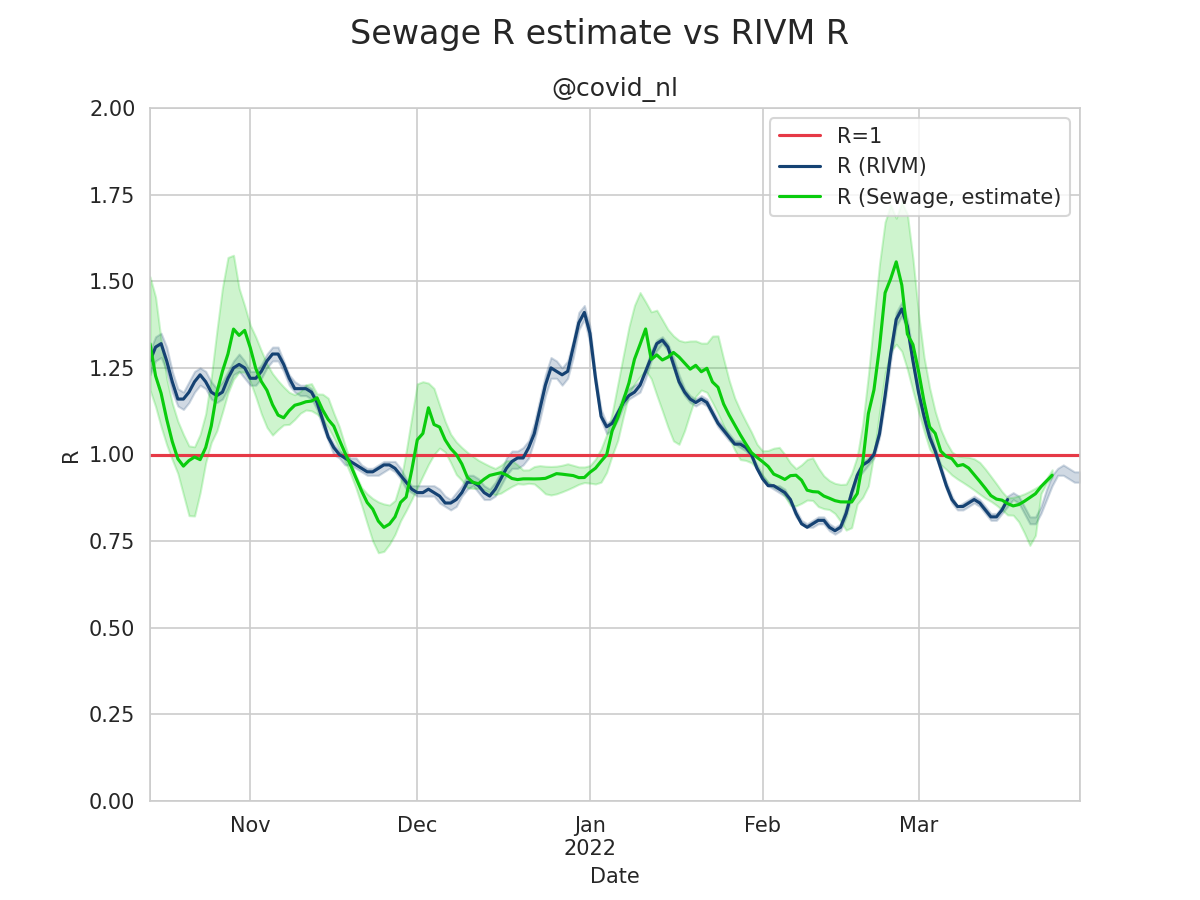 Sewage R estimate vs RIVM R
@covid_nl
R=1
R (RIVM)
R (Sewage, estimate)
2.00
1.75
1.50
1.25
1.00
0.75
0.50
0.25
0.00
R
Nov
Dec
Jan
Feb
Mar
2022
Date